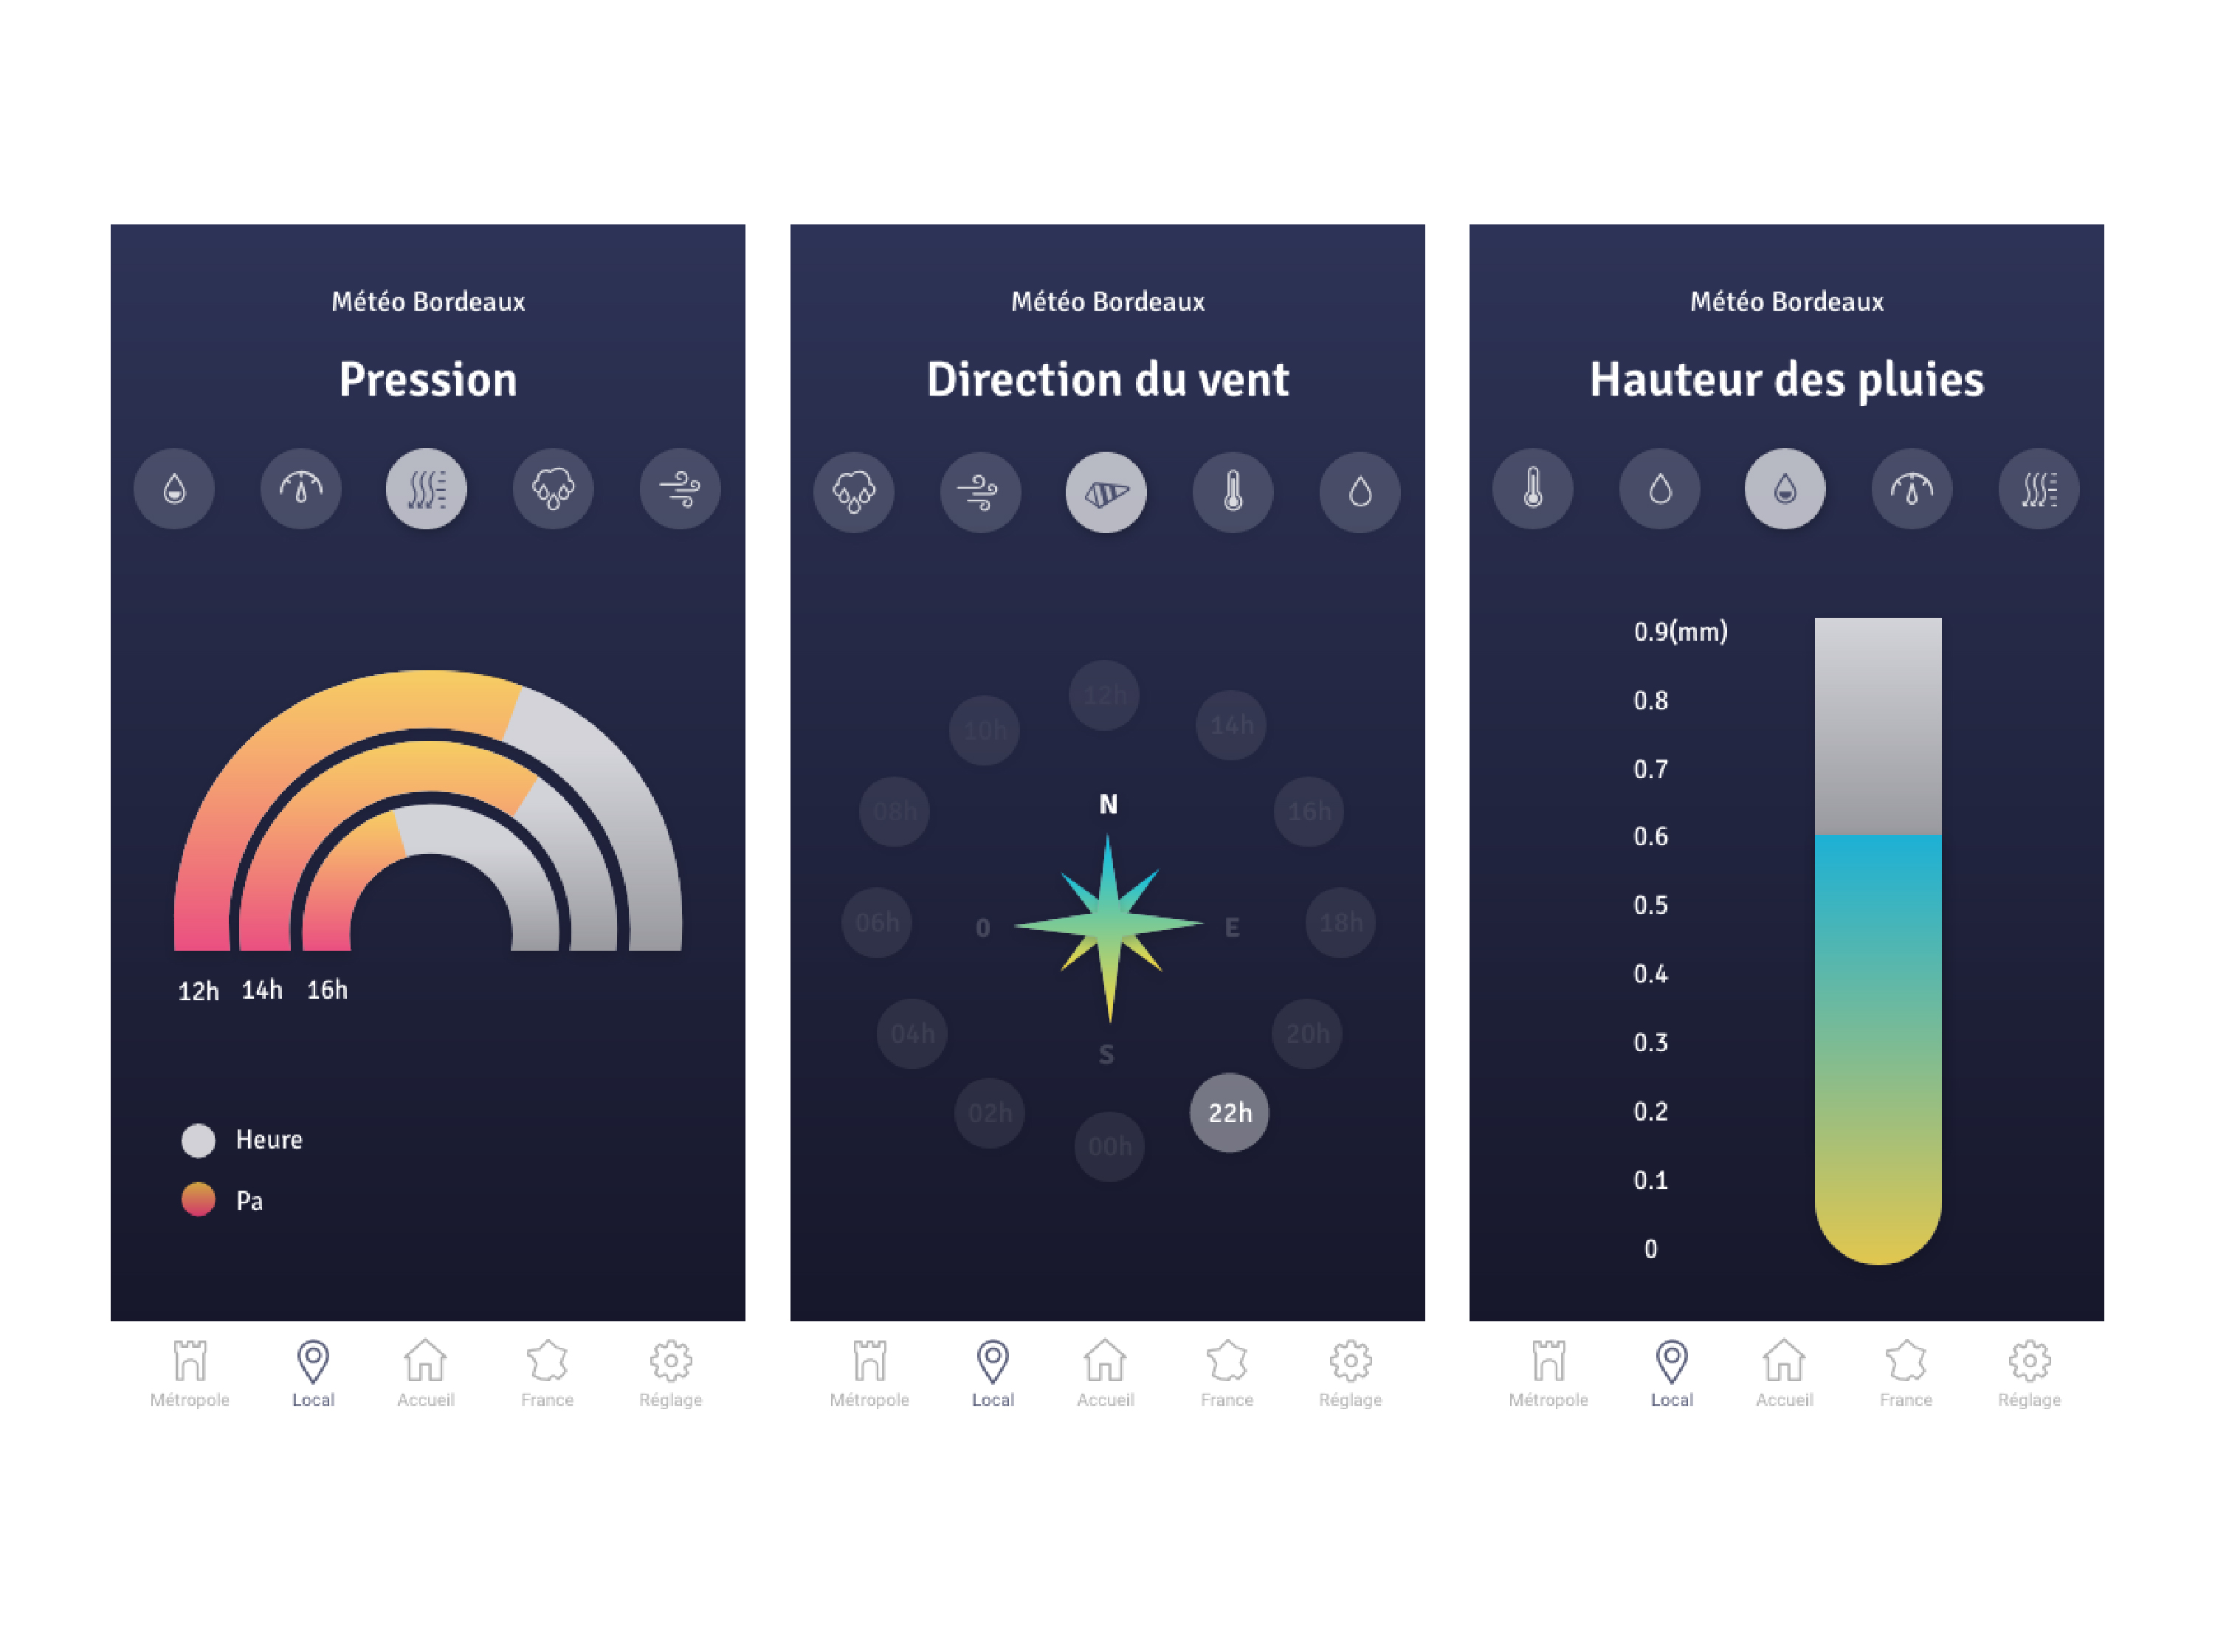 Météo Bordeaux
Pression
12h 14h 16h
Heure
Pa
Métropole Local Accueil France Réglage
Météo Bordeaux
Direction du vent
12h
10h 14h
08h 16h
N
06h O E 18h
04h 20h
S
02h 22h
00h
Métropole Local Accueil France Réglage
Météo Bordeaux
Hauteur des pluies
0.9(mm)
0.8
0.7
0.6
0.5
0.4
0.3
0.2
0.1
0
Métropole Local Accueil France Réglage